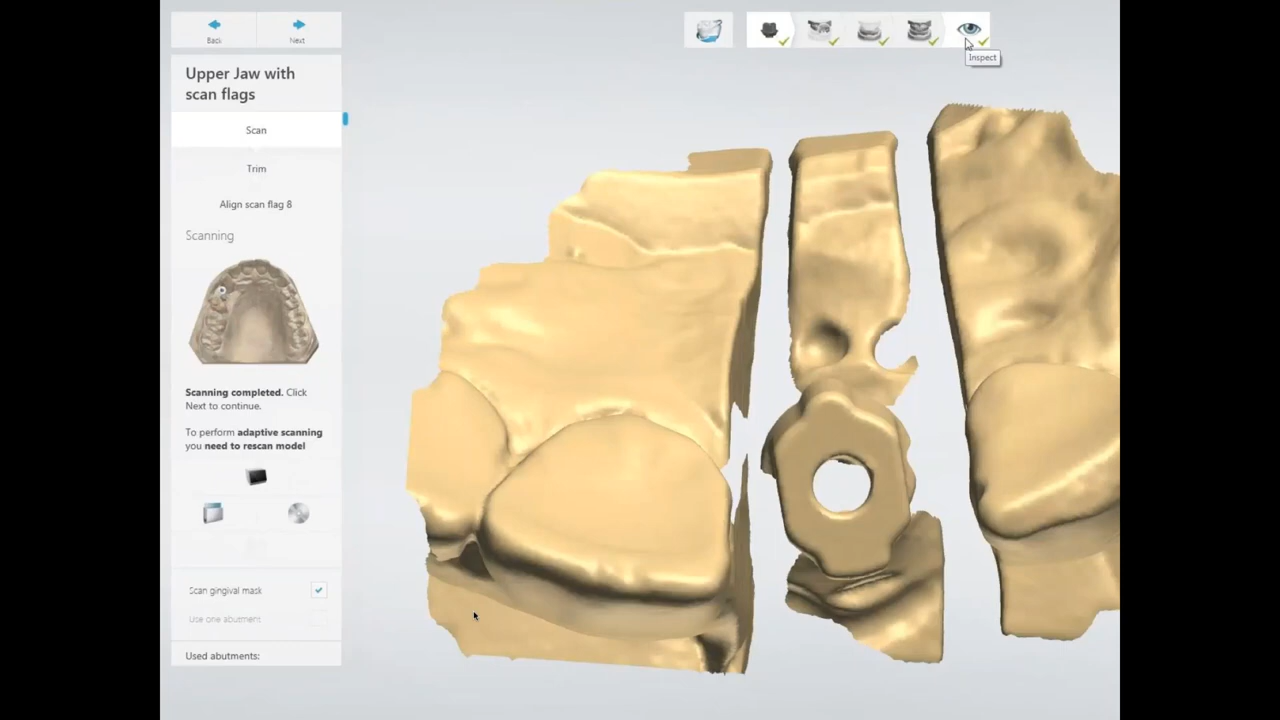 Back
Next
Inspect
Upper Jaw with
scan flags
Scan
Trim
Align scan flag 8
Scanning
Scanning completed. Click
Next to continue.
To perform adaptive scanning
you need to rescan model
Scan gingival mask
Use one abutment
Used abutments: